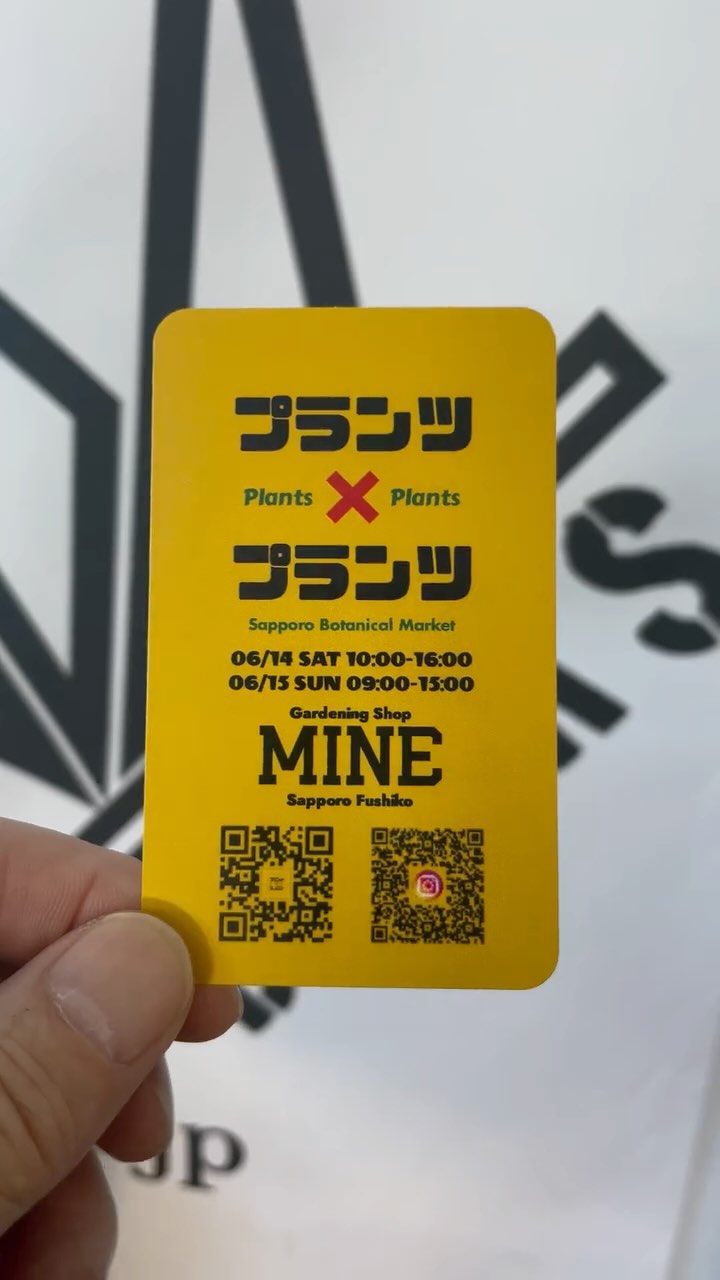 プランツ
Plants X Plants
プランツ
Sapporo Botanical Market
06/14 SAT 10:00-16:00
06/15 SUN 09:00-15:00
Gardening Shop
MINE
Sapporo Fushiko
s
.jp